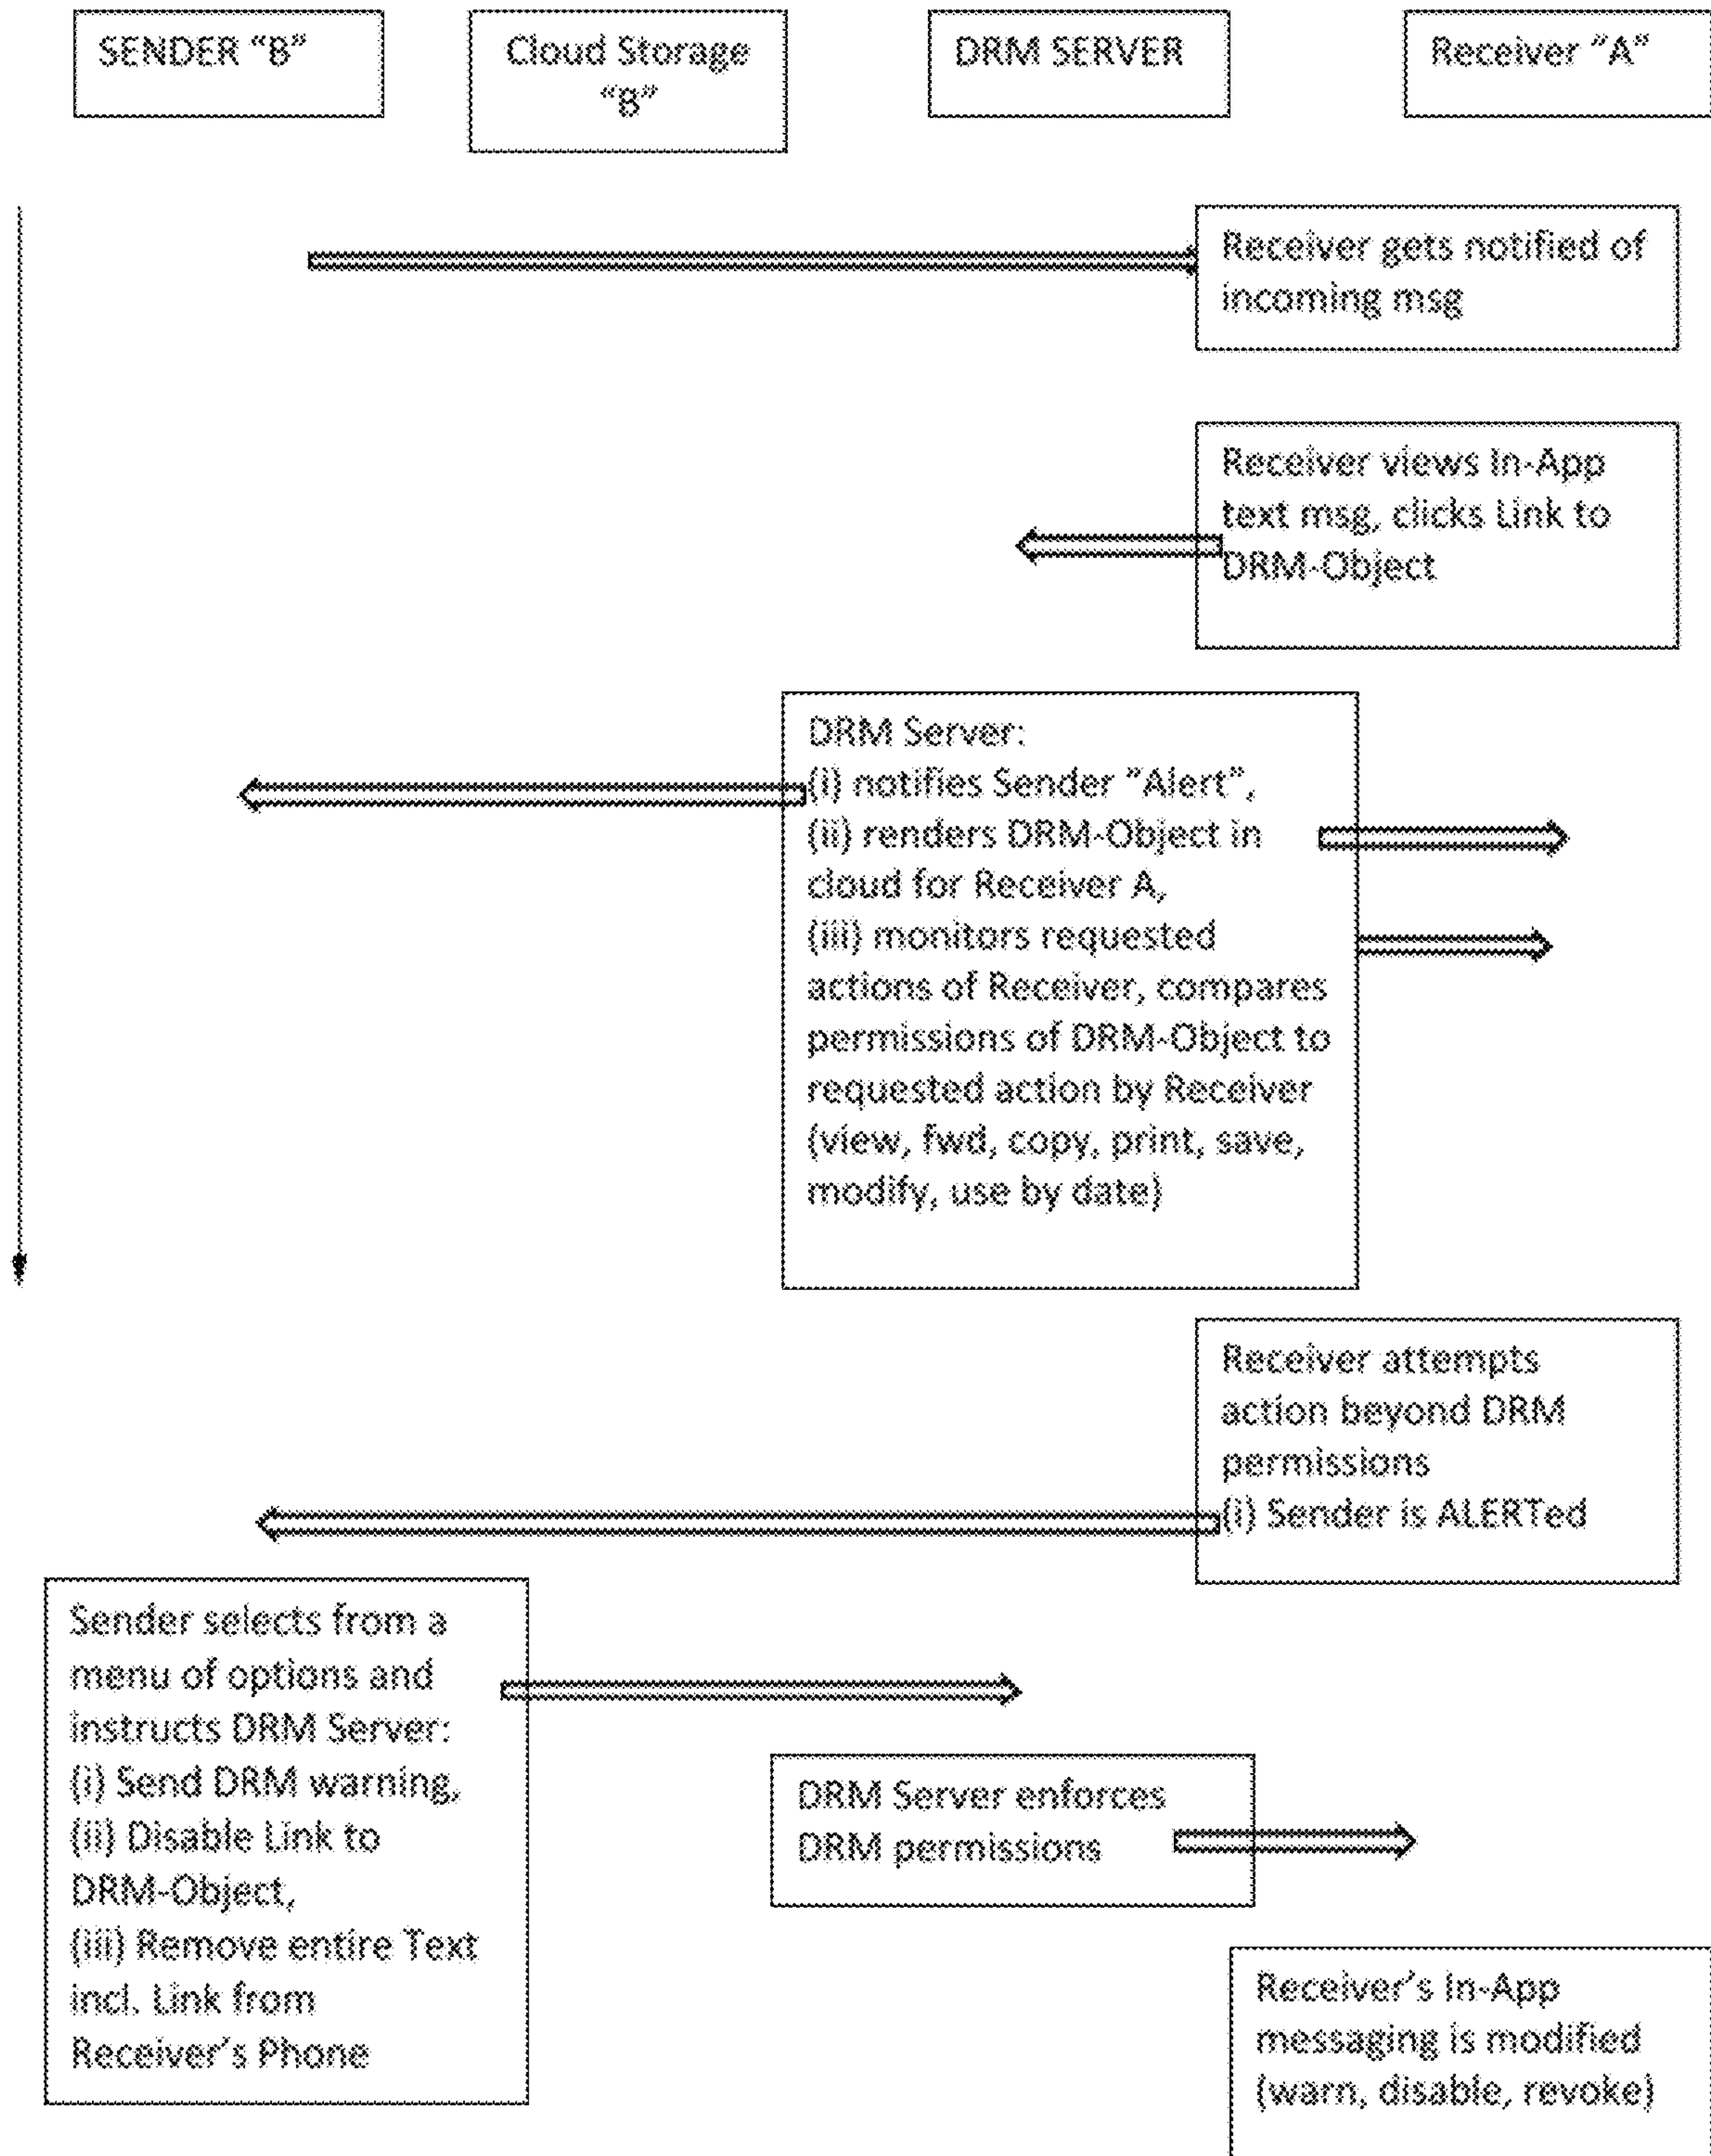 SENDER "B"
Cloud Storage
"B"
DRM SERVER
Receiver "A"
Receiver gets notified of
incoming msg
Receiver views In-App
text msg, clicks Link to
DRM-Object
DRM Server:
(i) notifies Sender "Alert",
(ii) renders DRM-Object in
cloud for Receiver A,
(iii) monitors requested
actions of Receiver, compares
permissions of DRM-Object to
requested action by Receiver
(view, fwd, copy, print, save,
modify, use by date)
Receiver attempts
action beyond DRM
permissions
(i) Sender is ALERTed
Sender selects from a
menu of options and
instructs DRM Server:
(i) Send DRM warning,
(ii) Disable Link to
DRM-Object,
(iii) Remove entire Text
incl. Link from
Receiver's Phone
DRM Server enforces
DRM permissions
Receiver's In-App
messaging is modified
(warn, disable, revoke)